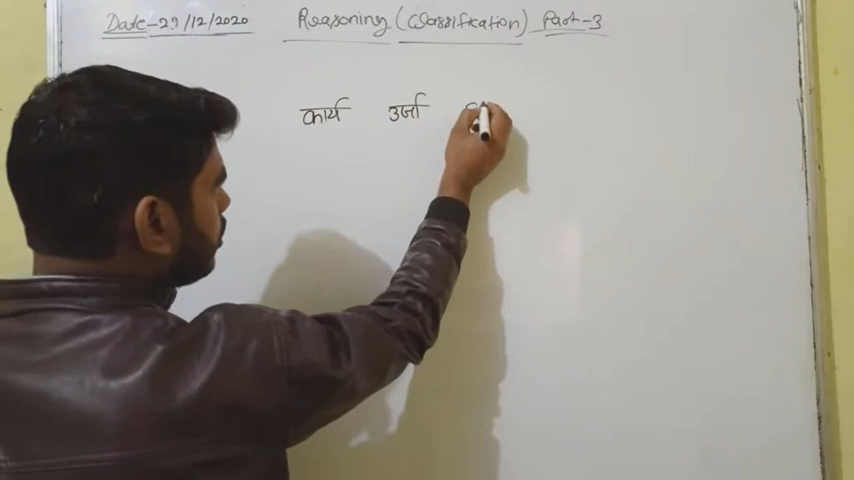 Date-29/12/2020 Reasoning (Classification) Part-3
कार्य उर्जा